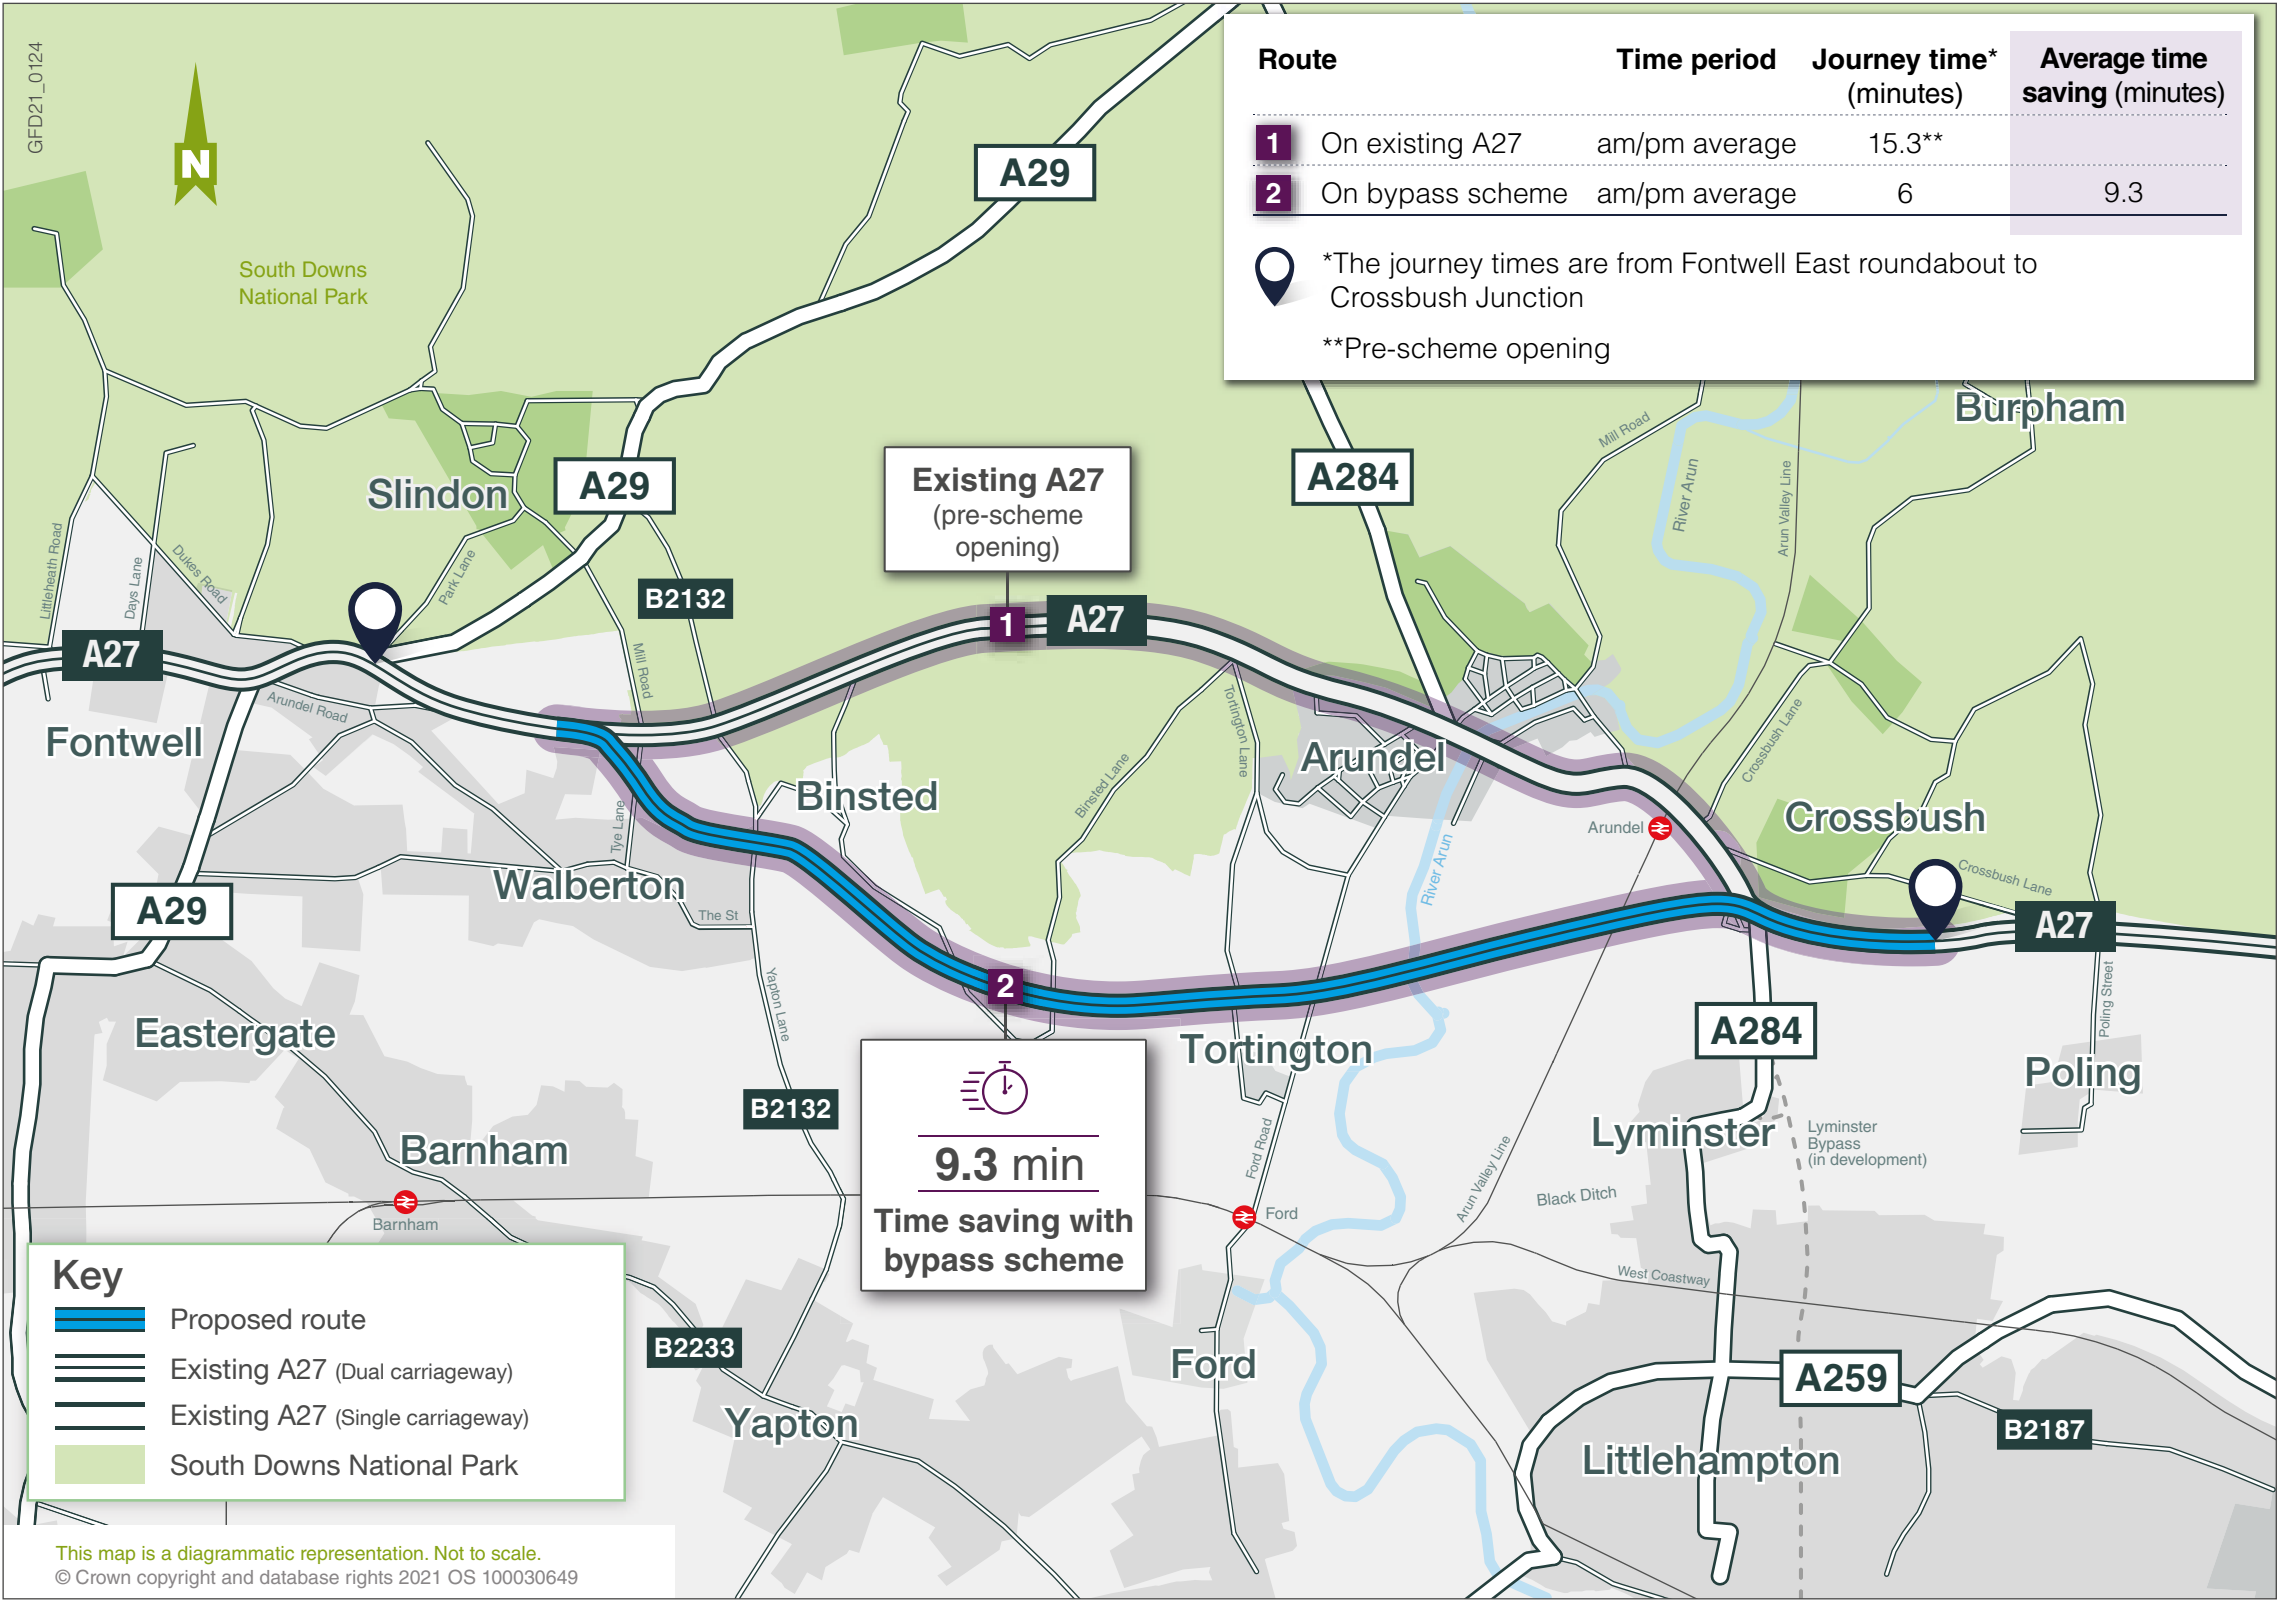 GFD21_0124
N
South Downs
National Park
Route
Time period
Journey time*
(minutes)
Average time
saving (minutes)
1 On existing A27 am/pm average 15.3**
2 On bypass scheme am/pm average 6 9.3
*The journey times are from Fontwell East roundabout to
Crossbush Junction
**Pre-scheme opening
A29
Burpham
Mill Road
River Arun
Arun Valley Line
A284
Existing A27
(pre-scheme
opening)
Slindon
A29
Littleheath Road
Days Lane
Dukes Road
Park Lane
B2132
1
A27
A27
Mill Road
Arundel Road
Tortington Lane
Crossbush Lane
Fontwell
Arundel
Binsted
Binsted Lane
Crossbush
Tye Lane
Arundel
River Arun
Crossbush Lane
Walberton
A29
The St
A27
Yapton Lane
2
Poling Street
Eastergate
Tortington
A284
Poling
9.3 min
Time saving with
bypass scheme
B2132
Lyminster
Lyminster
Bypass
(in development)
Barnham
Ford Road
Arun Valley Line
Black Ditch
Barnham
Ford
West Coastway
Key
Proposed route
Existing A27 (Dual carriageway)
Existing A27 (Single carriageway)
South Downs National Park
B2233
Ford
A259
Yapton
B2187
Littlehampton
This map is a diagrammatic representation. Not to scale.
© Crown copyright and database rights 2021 OS 100030649